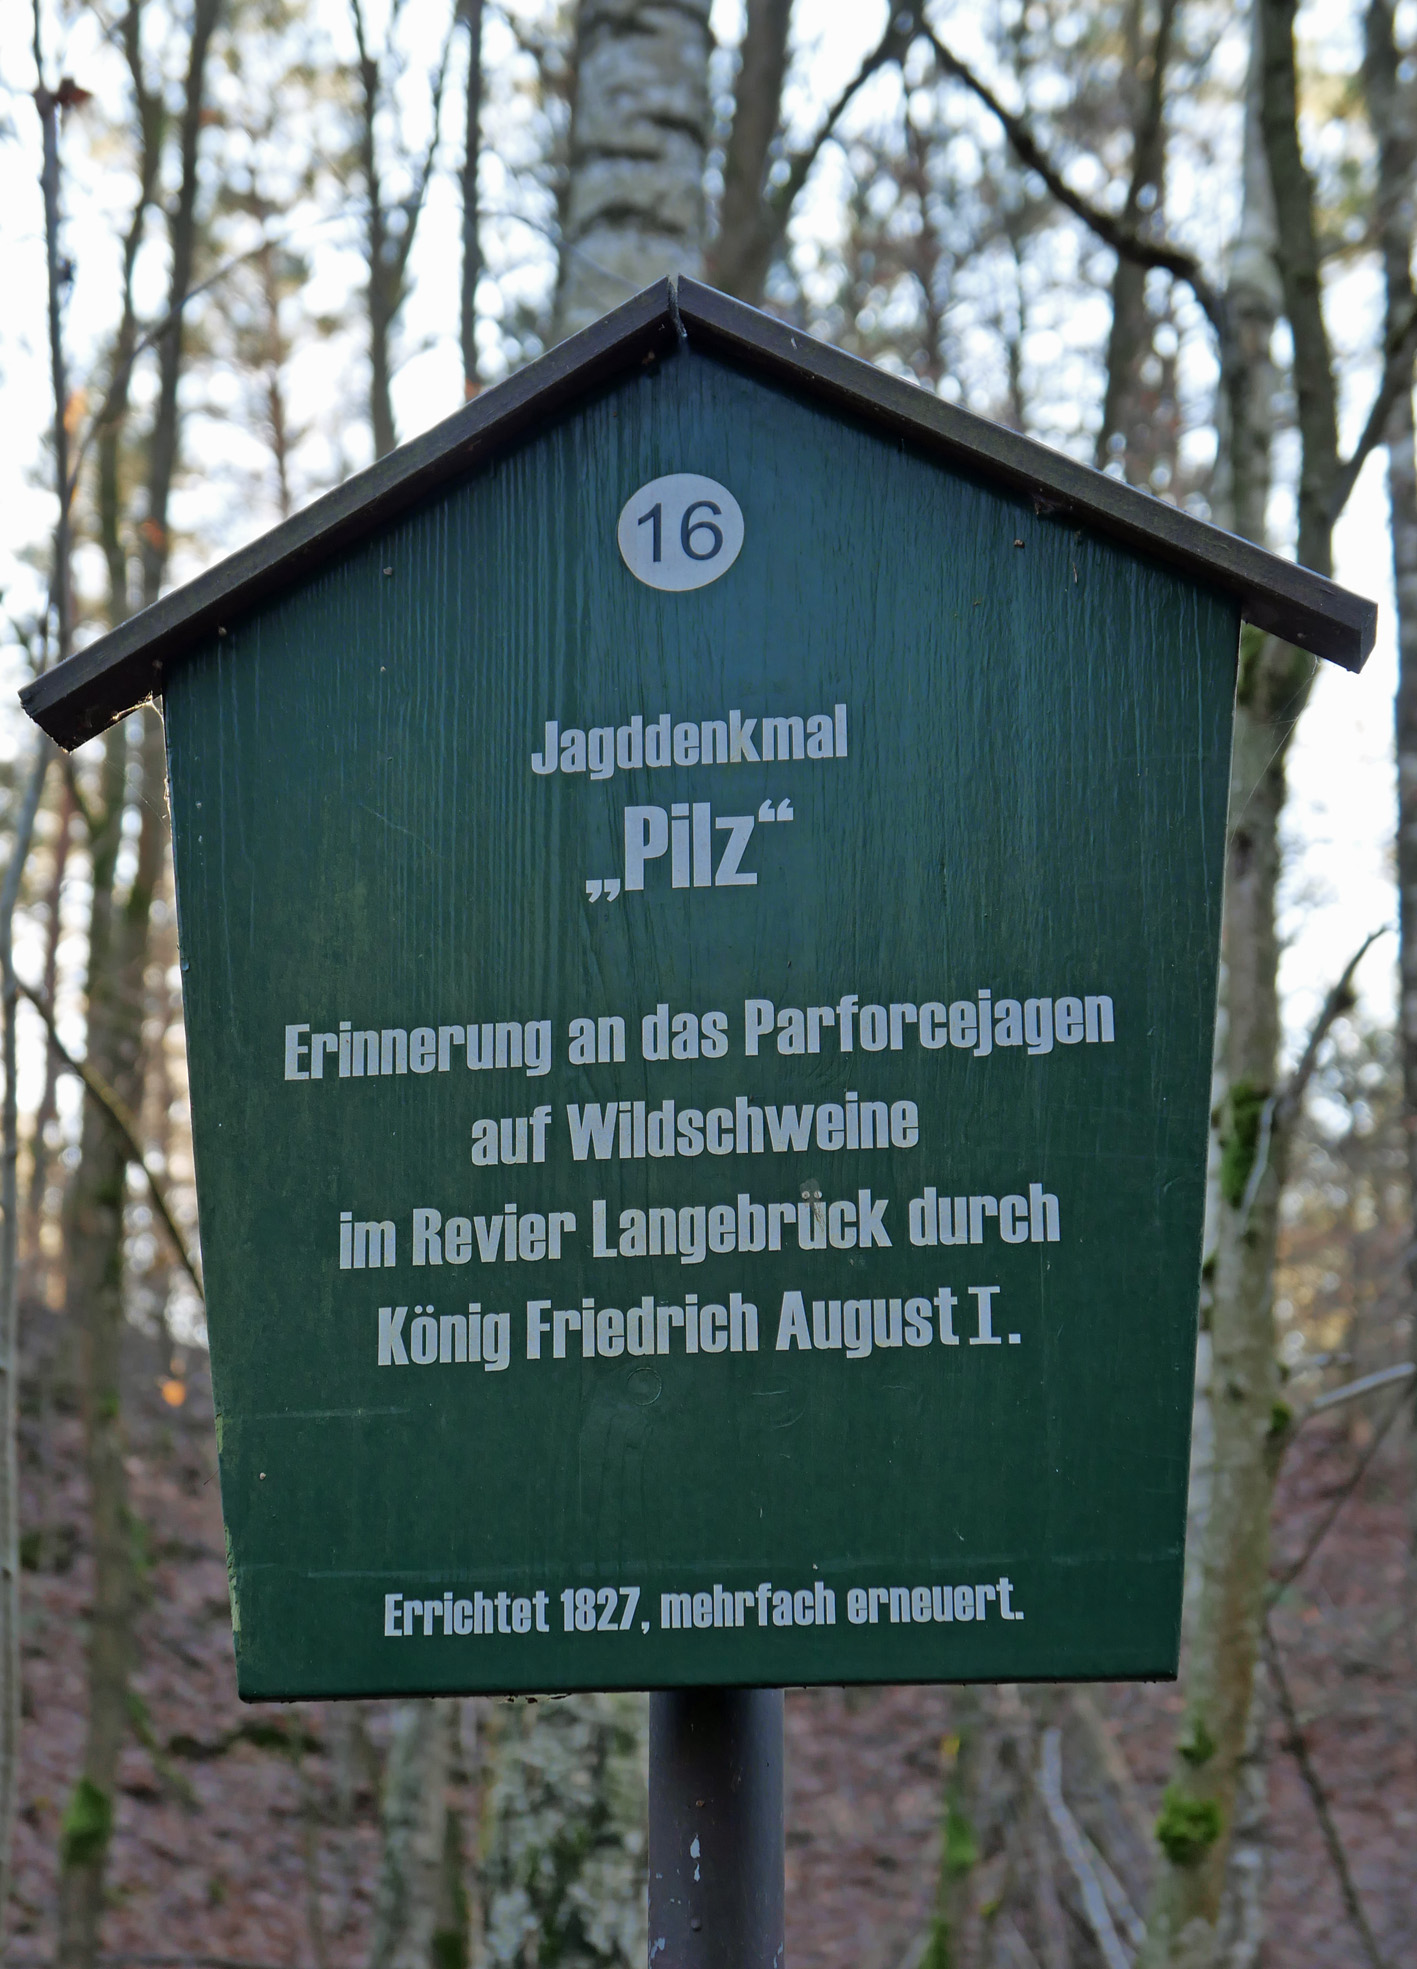 16
Jagddenkmal
„Pilz“
Erinnerung an das Parforcejagen
auf Wildschweine
im Revier Langebrück durch
König Friedrich August I.
Errichtet 1827, mehrfach erneuert.